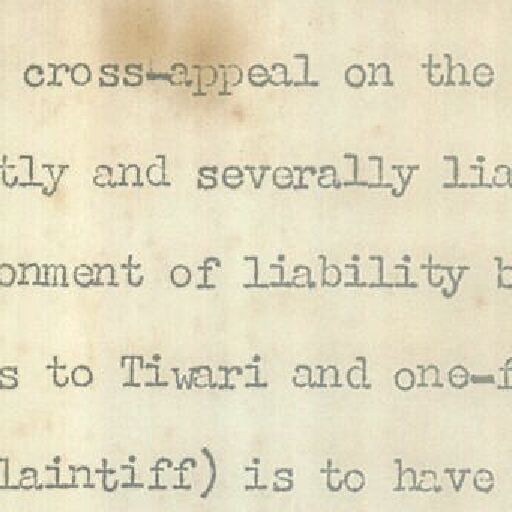 cross-appeal on the
tly and severally lia
onment of liability b
s to Tiwari and one-f
laintiff) is to have